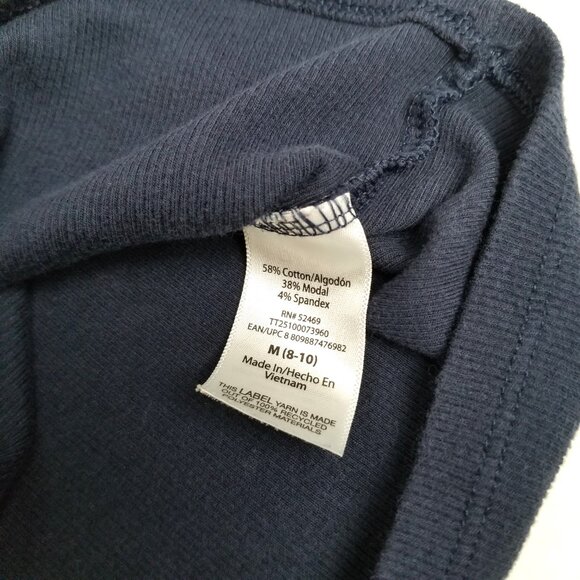 58% Cotton/Algodón
38% Modal
4% Spandex
RN# 52469
TT25100073960
EAN/UPC 8 809887476982
M (8-10)
Made In/Hecho En
Vietnam
THIS LABEL YARN IS MADE
OUT OF 100% RECYCLED
POLYESTER MATERIALS